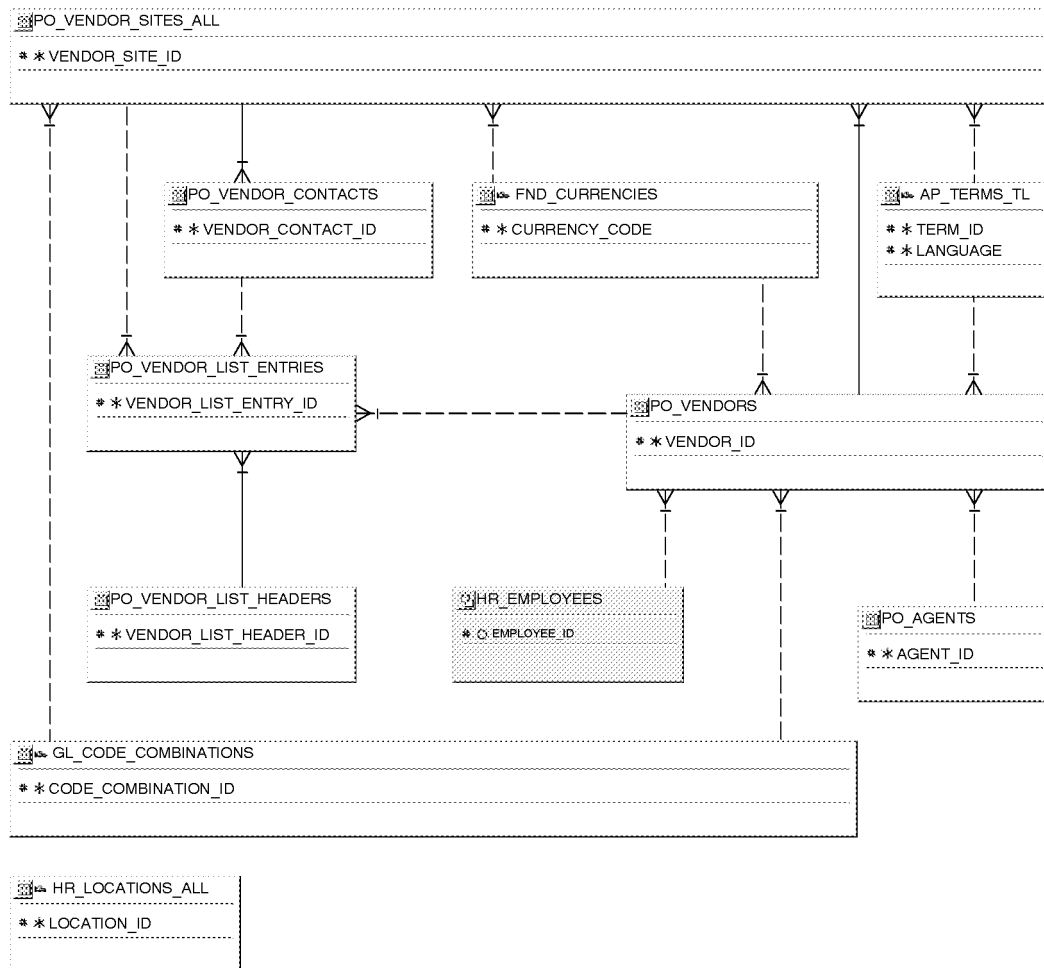 PO_VENDOR_SITES_ALL
# * VENDOR_SITE_ID
PO_VENDOR_CONTACTS
# * VENDOR_CONTACT_ID
FND_CURRENCIES
# * CURRENCY_CODE
AP_TERMS_TL
# * TERM_ID
# * LANGUAGE
PO_VENDOR_LIST_ENTRIES
# * VENDOR_LIST_ENTRY_ID
PO_VENDORS
# * VENDOR_ID
PO_VENDOR_LIST_HEADERS
# * VENDOR_LIST_HEADER_ID
HR_EMPLOYEES
# EMPLOYEE_ID
PO_AGENTS
# * AGENT_ID
GL_CODE_COMBINATIONS
# * CODE_COMBINATION_ID
HR_LOCATIONS_ALL
# * LOCATION_ID